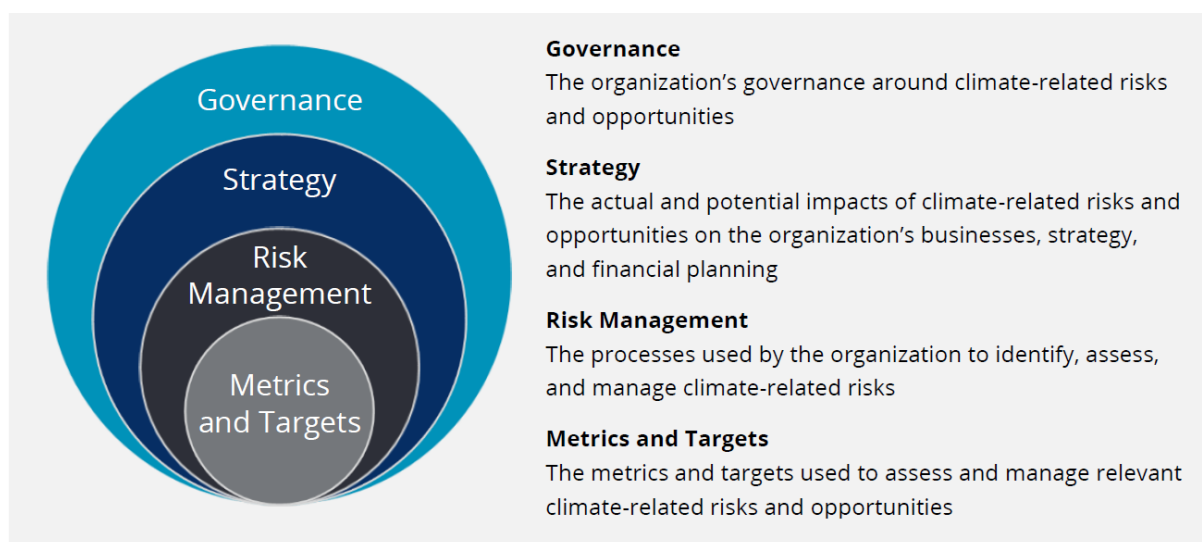 Governance
Strategy
Risk
Management
Metrics
and Targets
Governance
The organization’s governance around climate-related risks
and opportunities
Strategy
The actual and potential impacts of climate-related risks and
opportunities on the organization’s businesses, strategy,
and financial planning
Risk Management
The processes used by the organization to identify, assess,
and manage climate-related risks
Metrics and Targets
The metrics and targets used to assess and manage relevant
climate-related risks and opportunities